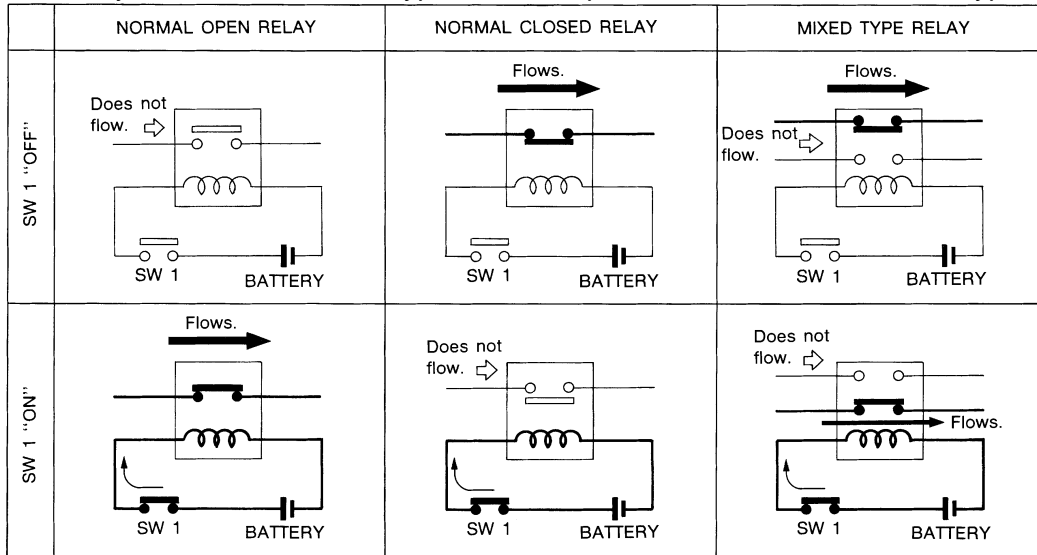 NORMAL OPEN RELAY
NORMAL CLOSED RELAY
MIXED TYPE RELAY
SW 1 "OFF"
Does not
flow.
SW 1
BATTERY
Flows.
SW 1
BATTERY
Flows.
Does not
flow.
SW 1
BATTERY
SW 1 "ON"
Flows.
SW 1
BATTERY
Does not
flow.
SW 1
BATTERY
Does not
flow.
Flows.
SW 1
BATTERY